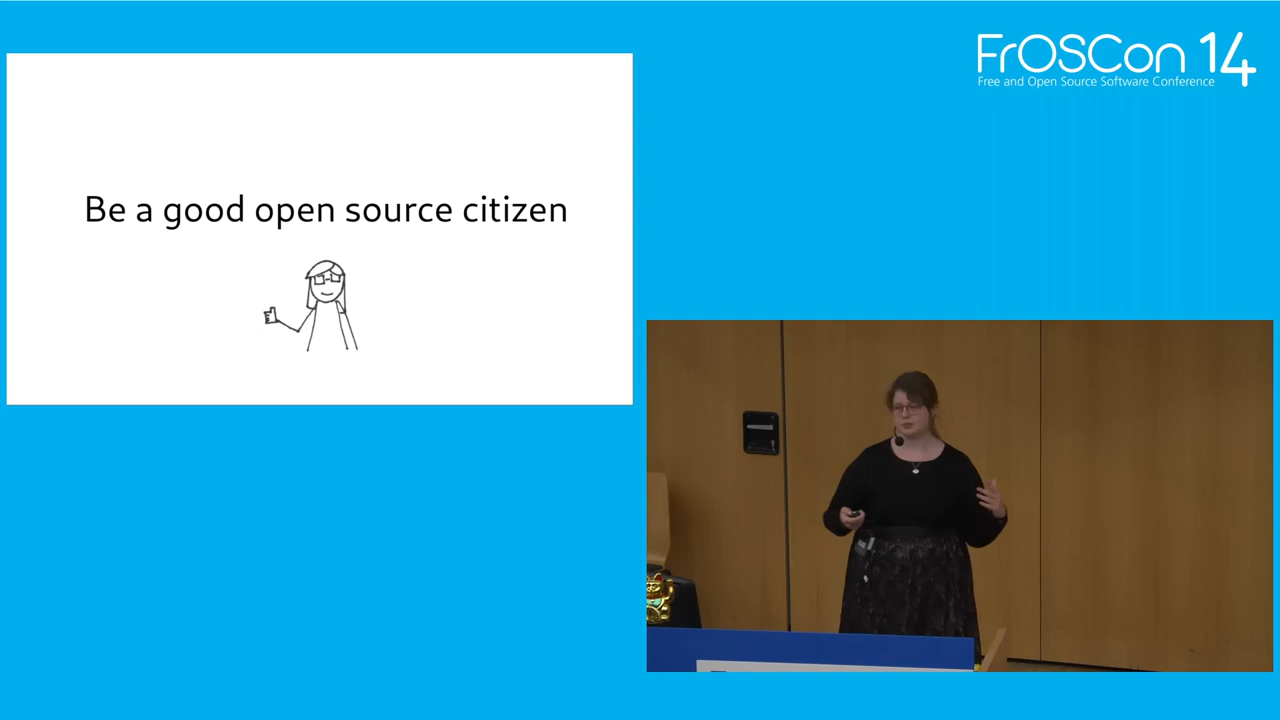 FrOSCon 14
Free and Open Source Software Conference
Be a good open source citizen